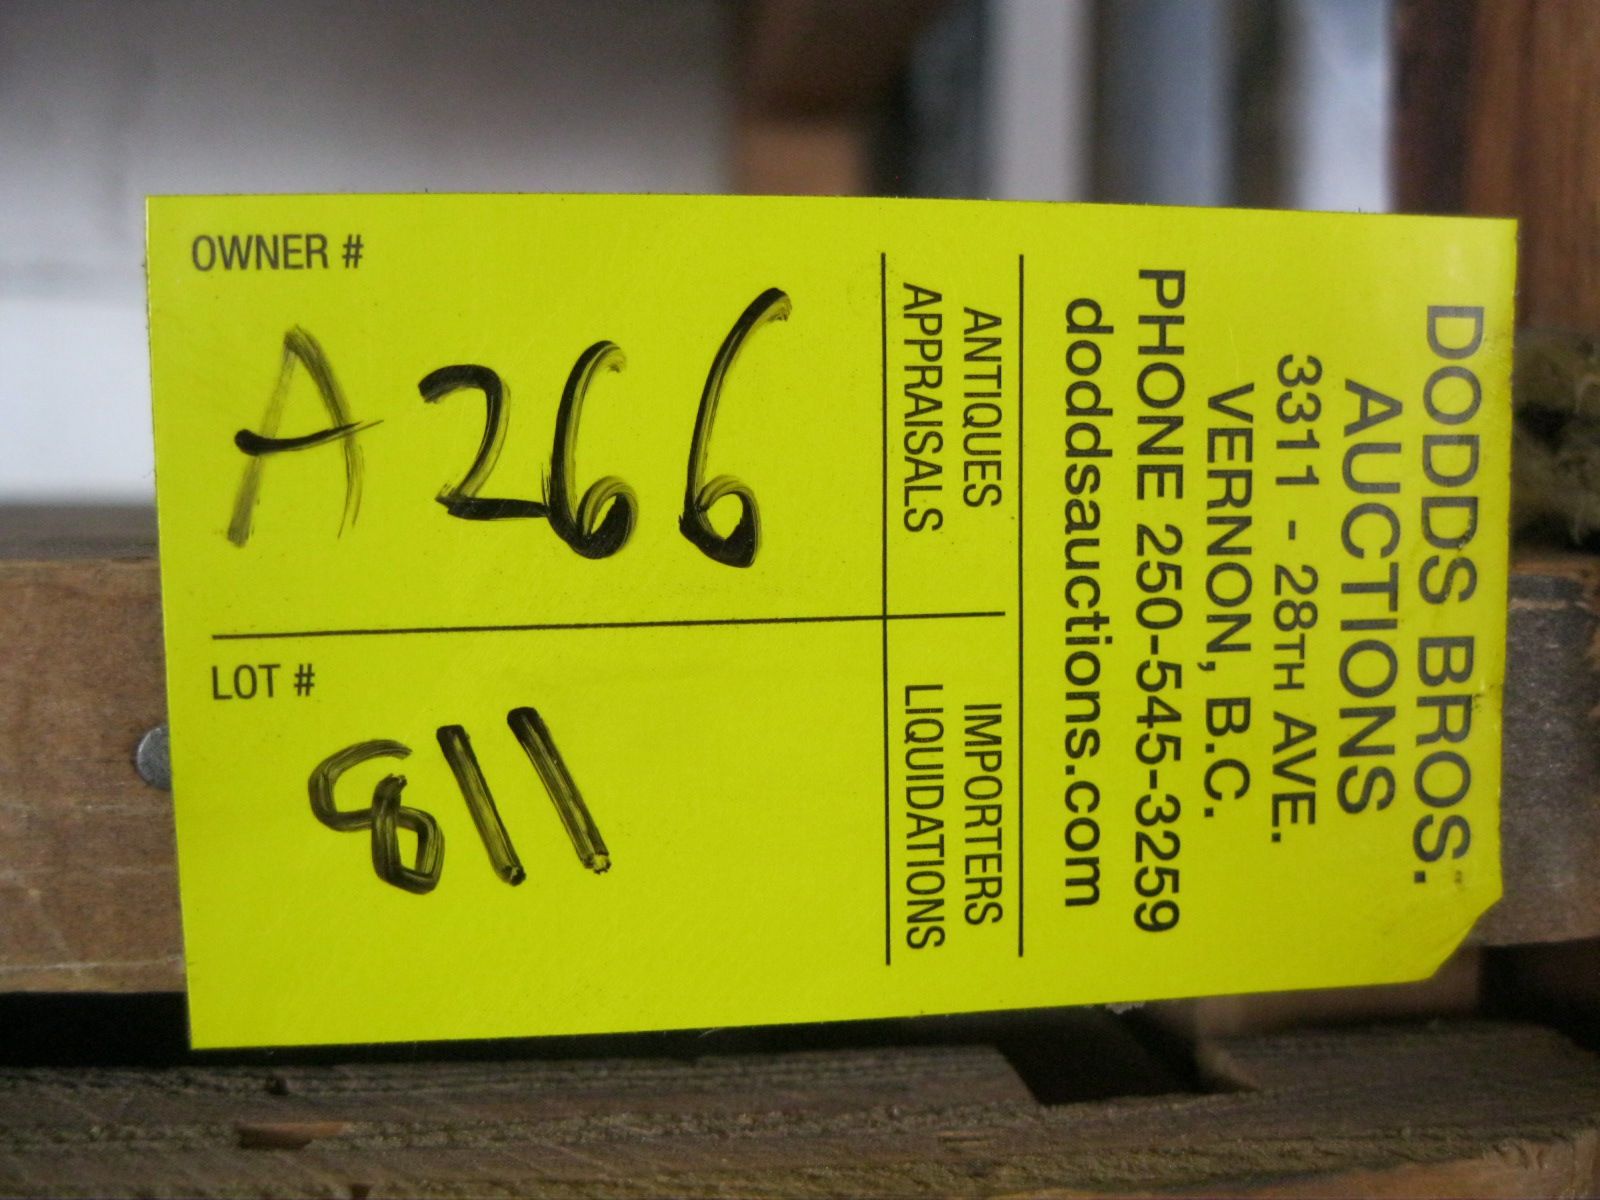 DODDS BROS.
AUCTIONS
3311 - 28TH AVE.
VERNON, B.C.
PHONE 250-545-3259
doddsauctions.com
ANTIQUES
APPRAISALS
IMPORTERS
LIQUIDATIONS
OWNER #
A266
LOT #
811